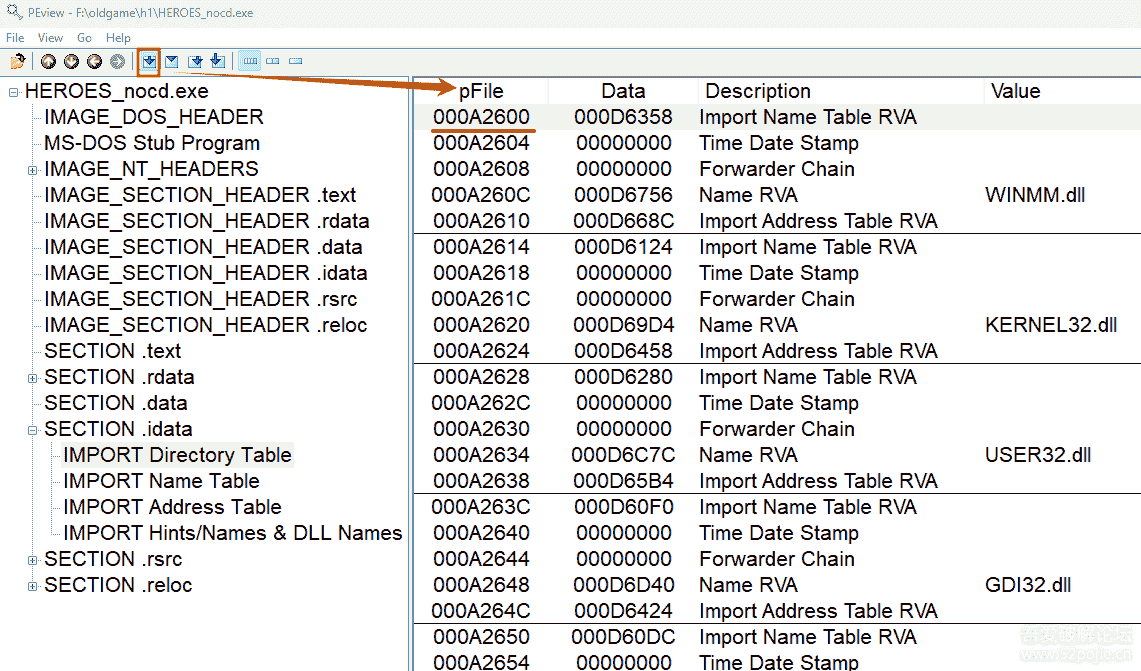 PEview - F:\oldgame\h1\HEROES_nocd.exe
File View Go Help
HEROES_nocd.exe
IMAGE_DOS_HEADER
MS-DOS Stub Program
IMAGE_NT_HEADERS
IMAGE_SECTION_HEADER .text
IMAGE_SECTION_HEADER .rdata
IMAGE_SECTION_HEADER .data
IMAGE_SECTION_HEADER .idata
IMAGE_SECTION_HEADER .rsrc
IMAGE_SECTION_HEADER .reloc
SECTION .text
SECTION .rdata
SECTION .data
SECTION .idata
IMPORT Directory Table
IMPORT Name Table
IMPORT Address Table
IMPORT Hints/Names & DLL Names
SECTION .rsrc
SECTION .reloc
pFile Data Description Value
000A2600 000D6358 Import Name Table RVA
000A2604 00000000 Time Date Stamp
000A2608 00000000 Forwarder Chain
000A260C 000D6756 Name RVA WINMM.dll
000A2610 000D668C Import Address Table RVA
000A2614 000D6124 Import Name Table RVA
000A2618 00000000 Time Date Stamp
000A261C 00000000 Forwarder Chain
000A2620 000D69D4 Name RVA KERNEL32.dll
000A2624 000D6458 Import Address Table RVA
000A2628 000D6280 Import Name Table RVA
000A262C 00000000 Time Date Stamp
000A2630 00000000 Forwarder Chain
000A2634 000D6C7C Name RVA USER32.dll
000A2638 000D65B4 Import Address Table RVA
000A263C 000D60F0 Import Name Table RVA
000A2640 00000000 Time Date Stamp
000A2644 00000000 Forwarder Chain
000A2648 000D6D40 Name RVA GDI32.dll
000A264C 000D6424 Import Address Table RVA
000A2650 000D60DC Import Name Table RVA
000A2654 00000000 Time Date Stamp
吾爱破解论坛
www.52pojie.cn